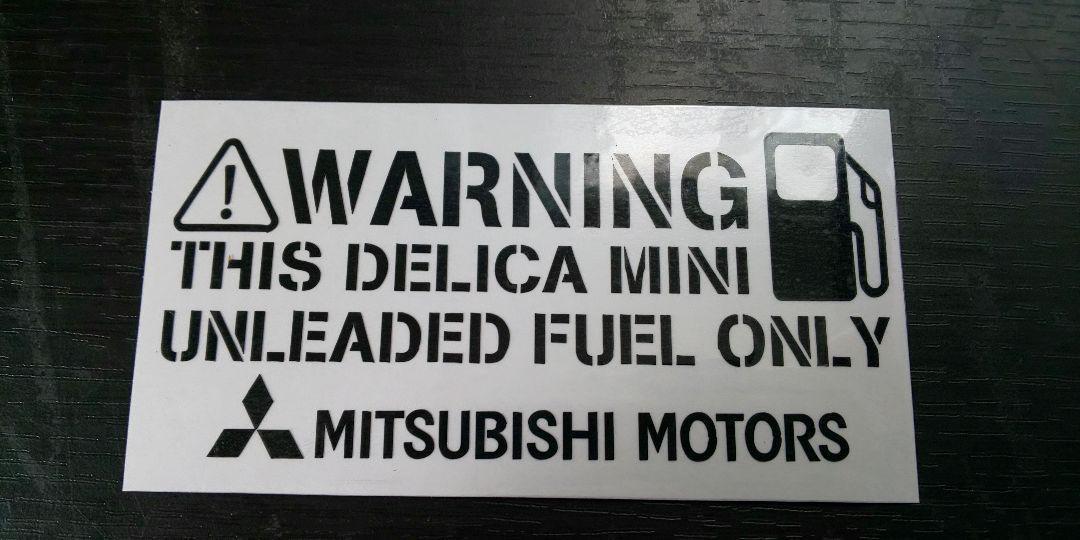 WARNING
THIS DELICA MINI
UNLEADED FUEL ONLY
MITSUBISHI MOTORS